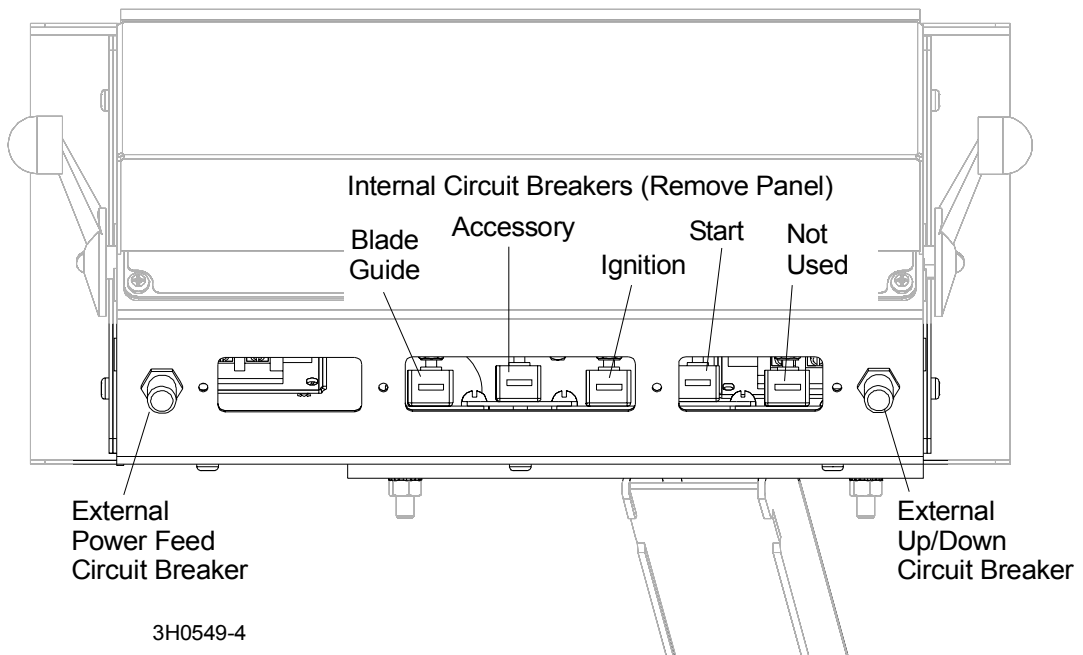 Internal Circuit Breakers (Remove Panel)
Blade
Guide
Accessory
Ignition
Start
Not
Used
External
Power Feed
Circuit Breaker
External
Up/Down
Circuit Breaker
3H0549-4